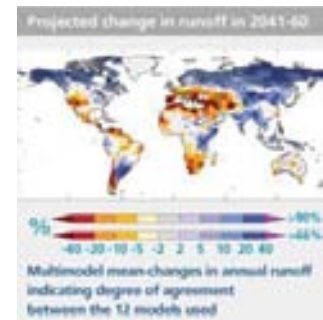 Projected change in runoff in 2041-60
%
>90%
>66%
-40 -20 -10 -5 -2 2 5 10 20 40
Multimodel mean changes in annual runoff
indicating degree of agreement
between the 12 models used